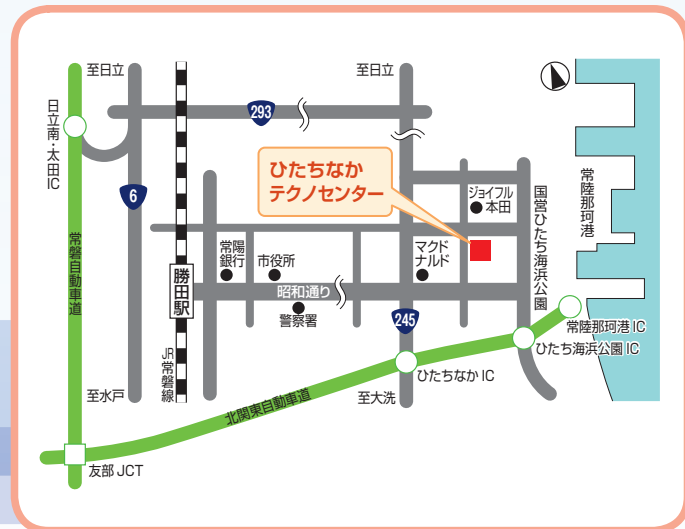 至日立
至日立
日立南・太田IC
293
6
ひたちなか
テクノセンター
ジョイフル
本田
国営ひたち海浜公園
常陸那珂港
常磐自動車道
勝田駅
常陽
銀行
市役所
マクド
ナルド
昭和通り
警察署
245
常陸那珂港 IC
ひたち海浜公園 IC
JR常磐線
ひたちなか IC
至水戸
至大洗
北関東自動車道
友部 JCT